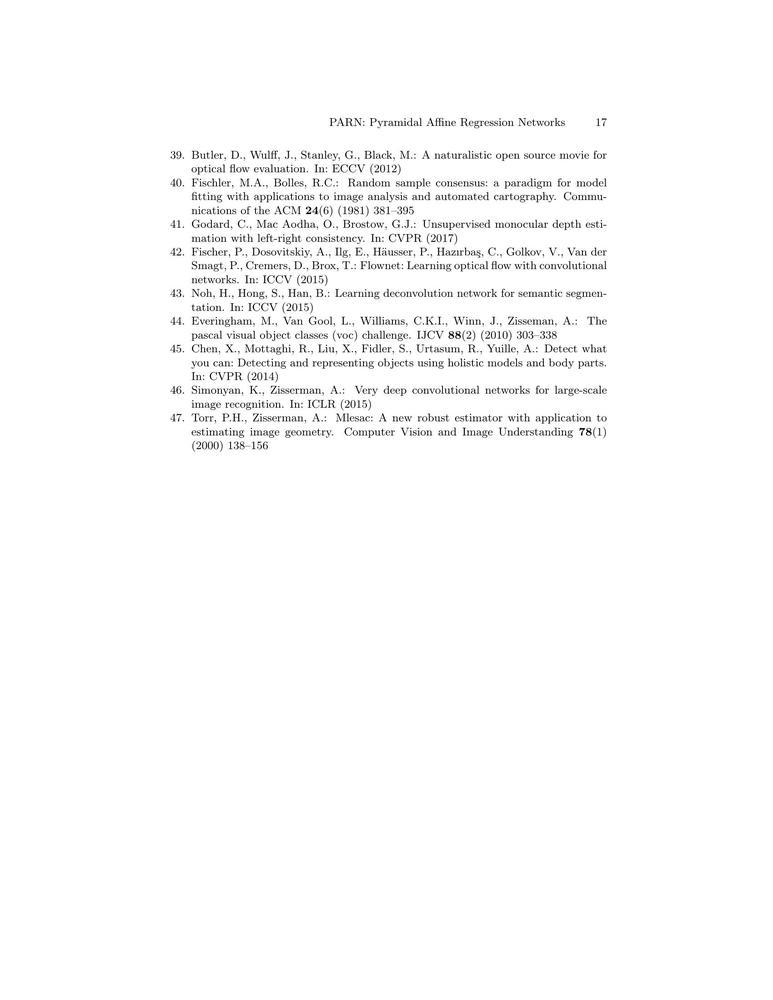 PARN: Pyramidal Affine Regression Networks 17
39. Butler, D., Wulff, J., Stanley, G., Black, M.: A naturalistic open source movie for
optical flow evaluation. In: ECCV (2012)
40. Fischler, M.A., Bolles, R.C.: Random sample consensus: a paradigm for model
fitting with applications to image analysis and automated cartography. Commu-
nications of the ACM 24(6) (1981) 381–395
41. Godard, C., Mac Aodha, O., Brostow, G.J.: Unsupervised monocular depth esti-
mation with left-right consistency. In: CVPR (2017)
42. Fischer, P., Dosovitskiy, A., Ilg, E., Häusser, P., Hazırbaş, C., Golkov, V., Van der
Smagt, P., Cremers, D., Brox, T.: Flownet: Learning optical flow with convolutional
networks. In: ICCV (2015)
43. Noh, H., Hong, S., Han, B.: Learning deconvolution network for semantic segmen-
tation. In: ICCV (2015)
44. Everingham, M., Van Gool, L., Williams, C.K.I., Winn, J., Zisseman, A.: The
pascal visual object classes (voc) challenge. IJCV 88(2) (2010) 303–338
45. Chen, X., Mottaghi, R., Liu, X., Fidler, S., Urtasum, R., Yuille, A.: Detect what
you can: Detecting and representing objects using holistic models and body parts.
In: CVPR (2014)
46. Simonyan, K., Zisserman, A.: Very deep convolutional networks for large-scale
image recognition. In: ICLR (2015)
47. Torr, P.H., Zisserman, A.: Mlesac: A new robust estimator with application to
estimating image geometry. Computer Vision and Image Understanding 78(1)
(2000) 138–156